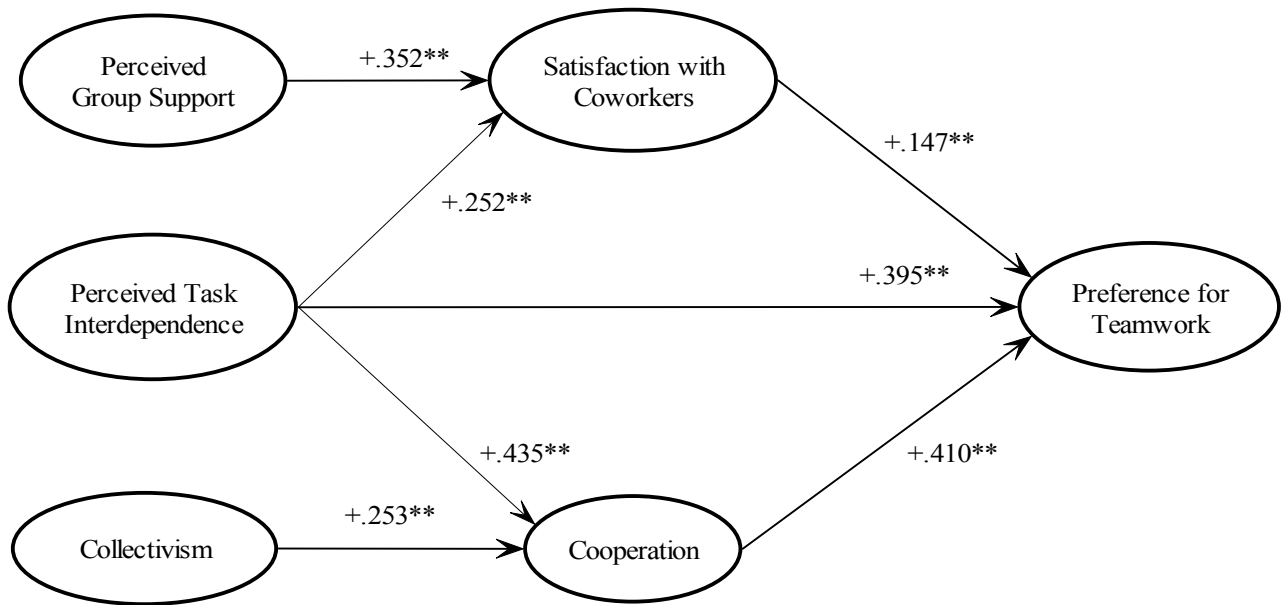 Perceived
Group Support
+.352**
Satisfaction with
Coworkers
+.147**
+.252**
Perceived Task
Interdependence
+.395**
Preference for
Teamwork
+.435**
+.410**
Collectivism
+.253**
Cooperation